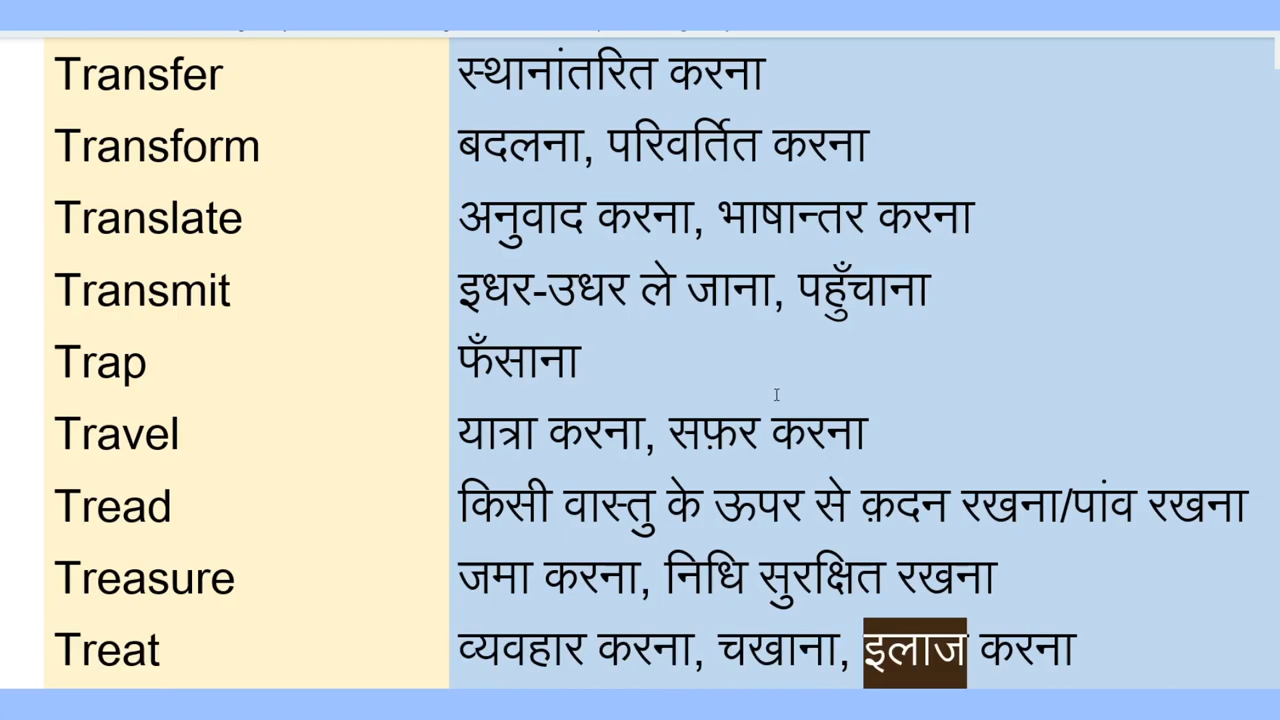 Transfer स्थानांतरित करना
Transform बदलना, परिवर्तित करना
Translate अनुवाद करना, भाषान्तर करना
Transmit इधर-उधर ले जाना, पहुँचाना
Trap फँसाना
Travel यात्रा करना, सफ़र करना
Tread किसी वास्तु के ऊपर से क़दन रखना/पांव रखना
Treasure जमा करना, निधि सुरक्षित रखना
Treat व्यवहार करना, चखाना, इलाज करना